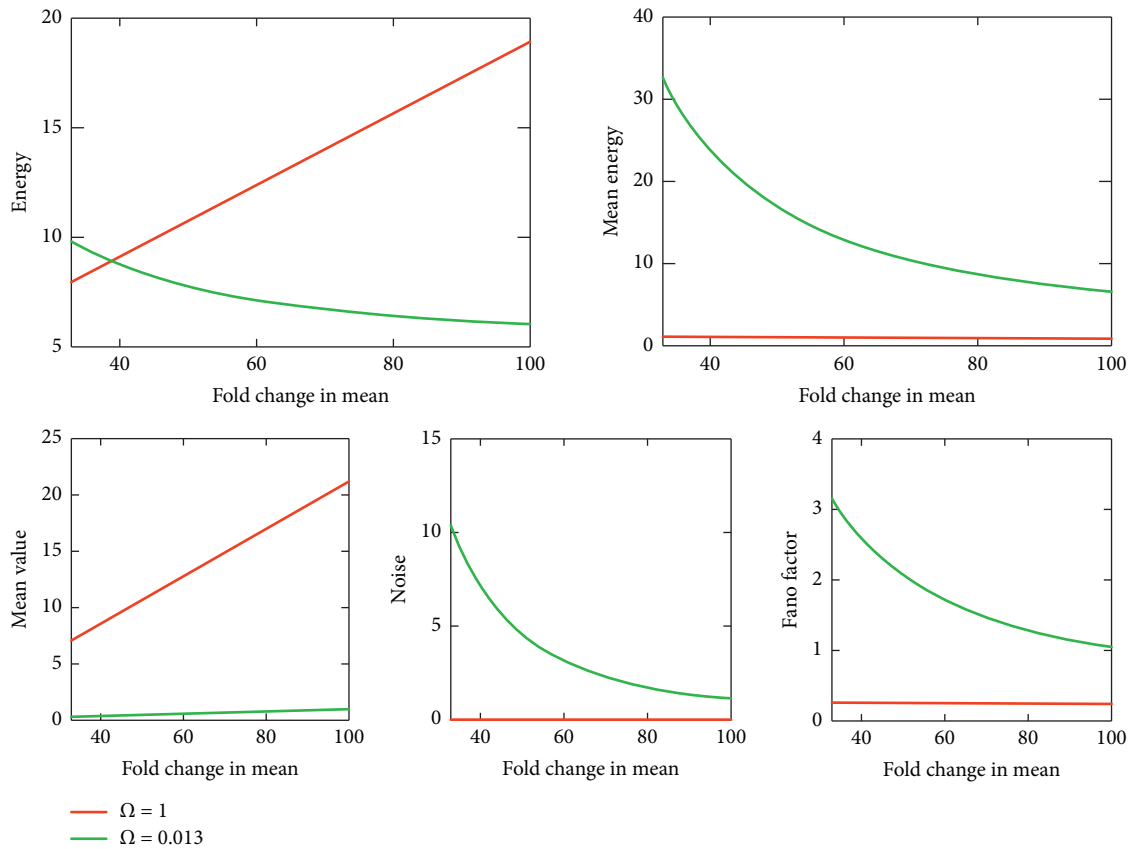 20
15
10
5
Energy
40 60 80 100
Fold change in mean
40
30
20
10
0
Mean energy
40 60 80 100
Fold change in mean
25
20
15
10
5
0
Mean value
40 60 80 100
Fold change in mean
15
10
5
0
Noise
40 60 80 100
Fold change in mean
4
3
2
1
0
Fano factor
40 60 80 100
Fold change in mean
Ω = 1
Ω = 0.013